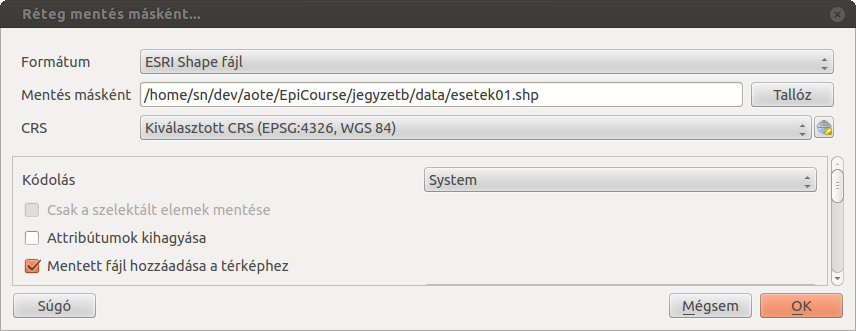 Réteg mentés másként...
Formátum ESRI Shape fájl
Mentés másként /home/sn/dev/aote/EpiCourse/jegyzetb/data/esetek01.shp Tallóz
CRS Kiválasztott CRS (EPSG:4326, WGS 84)
Kódolás System
Csak a szelektált elemek mentése
Attribútumok kihagyása
Mentett fájl hozzáadása a térképhez
Súgó Mégsem OK